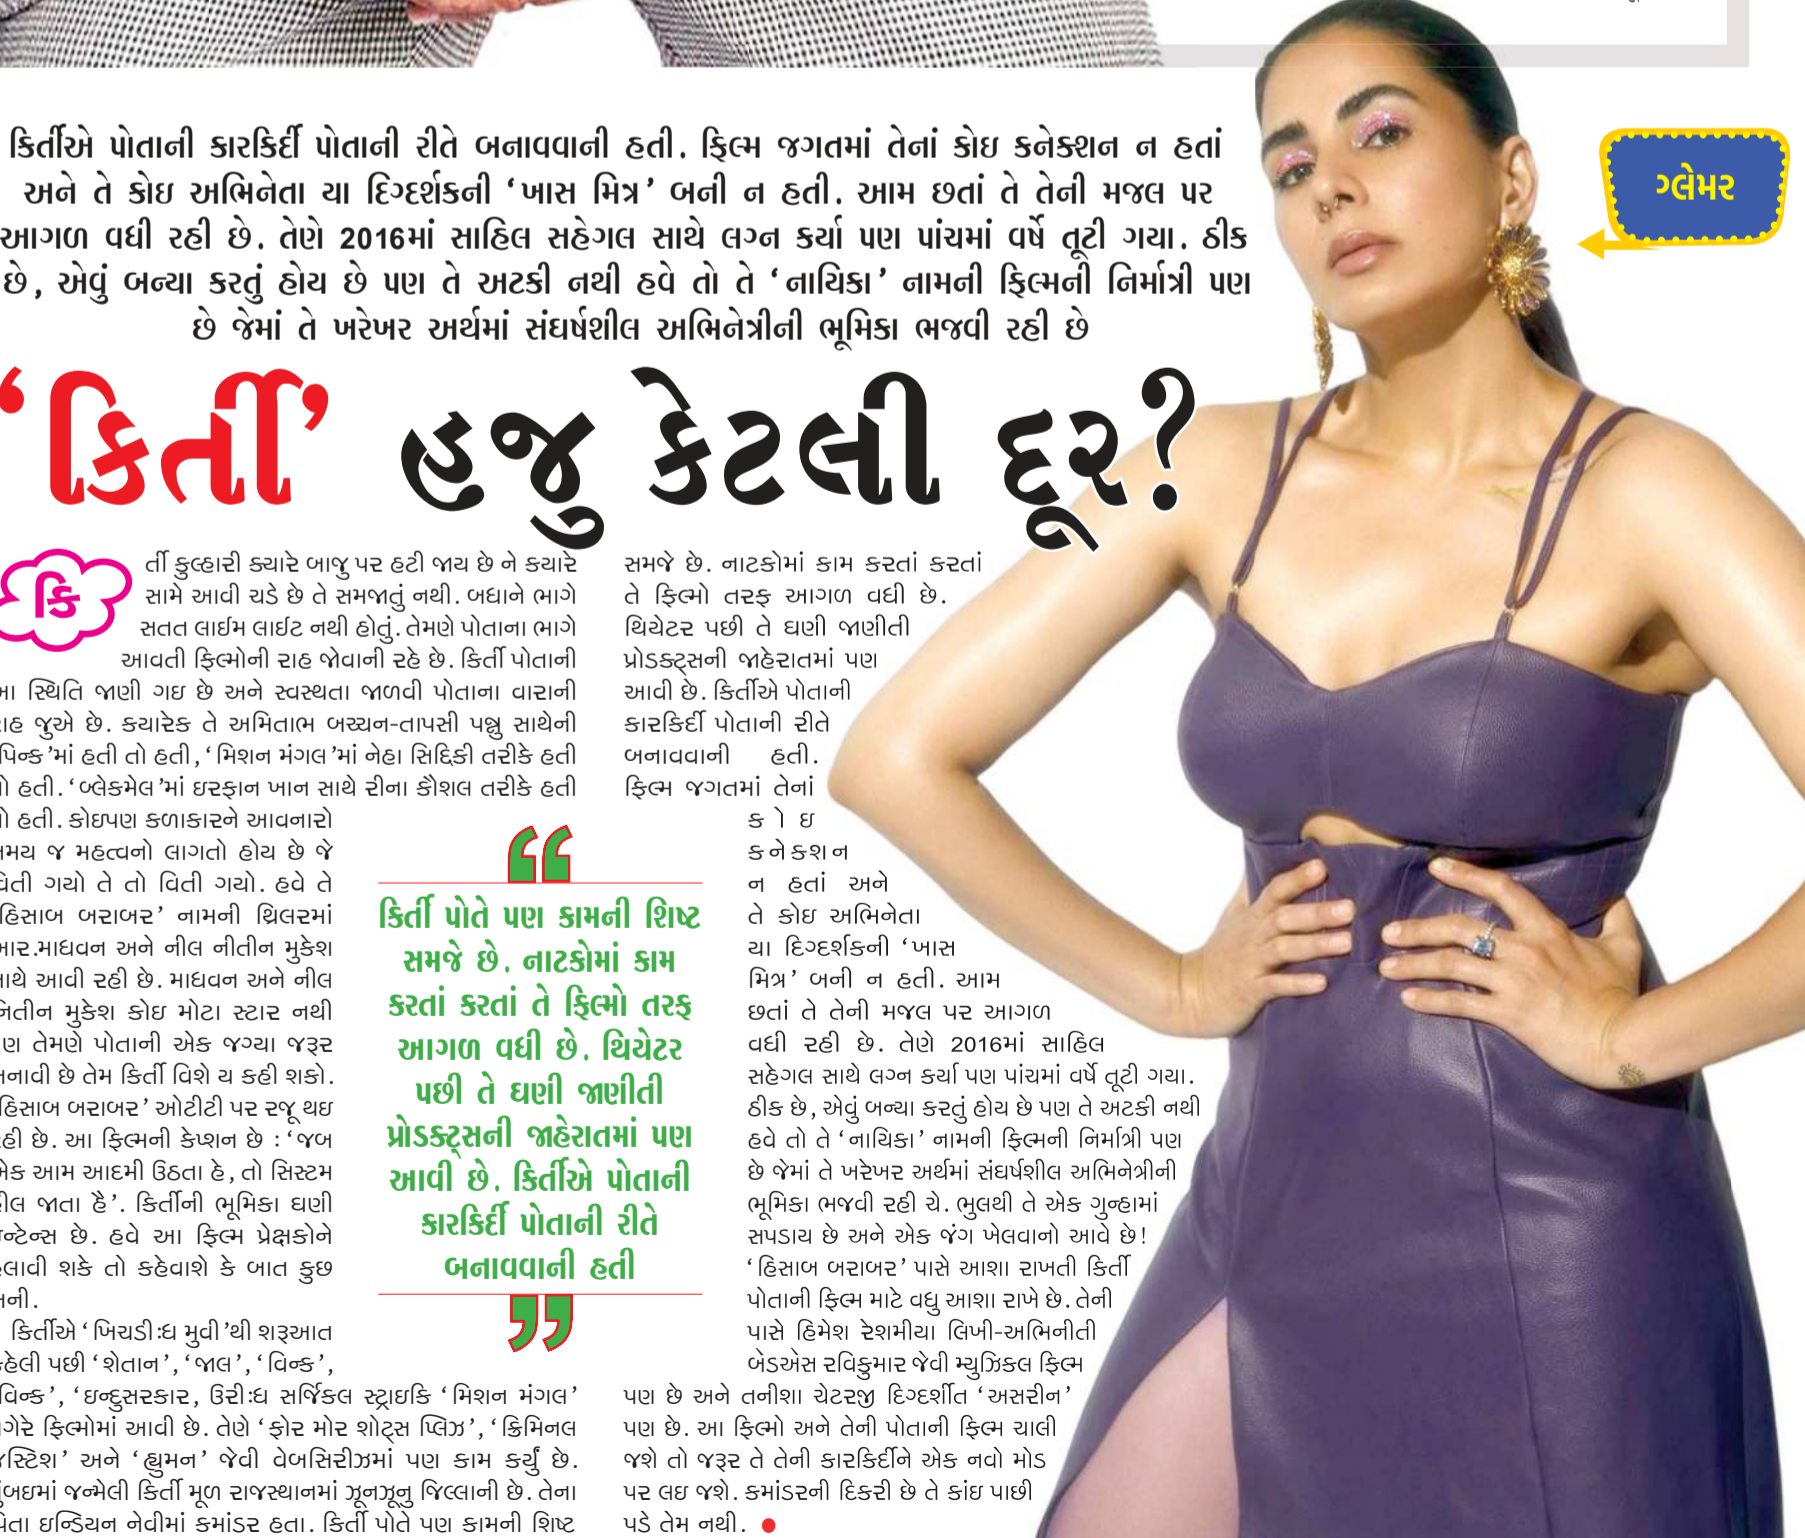 કિર્તીએ પોતાની કારકિર્દી પોતાની રીતે બનાવવાની હતી. ફિલ્મ જગતમાં તેનાં કોઇ કનેક્શન ન હતાં
અને તે કોઇ અભિનેતા યા દિગ્દર્શકની ‘ખાસ મિત્ર’ બની ન હતી. આમ છતાં તે તેની મજલ પર
આગળ વધી રહી છે. તેણે 2016માં સાહિલ સહેગલ સાથે લગ્ન કર્યા પણ પાંચમાં વર્ષે તૂટી ગયા. ઠીક
છે, એવું બન્યા કરતું હોય છે પણ તે અટકી નથી હવે તો તે ‘નાયિકા’ નામની ફિલ્મની નિર્માત્રી પણ
છે જેમાં તે ખરેખર અર્થમાં સંઘર્ષશીલ અભિનેત્રીની ભૂમિકા ભજવી રહી છે
ગ્લેમર
‘કિર્તી’ હજુ કેટલી દૂર?
કિ
ર્તી કુલ્હારી ક્યારે બાજુ પર હટી જાય છે ને કયારે
સામે આવી ચડે છે તે સમજાતું નથી. બધાને ભાગે
સતત લાઈમ લાઈટ નથી હોતું. તેમણે પોતાના ભાગે
આવતી ફિલ્મોની રાહ જોવાની રહે છે. કિર્તી પોતાની
સ્થિતિ જાણી ગઇ છે અને સ્વસ્થતા જાળવી પોતાના વારાની
જુએ છે. કયારેક તે અમિતાભ બચ્ચન-તાપસી પન્નુ સાથેની
પિન્ક’માં હતી તો હતી, ‘મિશન મંગલ’માં નેહા સિદ્દિકી તરીકે હતી
હતી. ‘બ્લેકમેલ’માં ઇરફાન ખાન સાથે રીના કૌશલ તરીકે હતી
હતી. કોઇપણ કળાકારને આવનારો
જ મહત્વનો લાગતો હોય છે જે
ગયો તે તો વિતી ગયો. હવે તે
હિસાબ બરાબર’ નામની થ્રિલરમાં
આર.માધવન અને નીલ નીતીન મુકેશ
આવી રહી છે. માધવન અને નીલ
મુકેશ કોઇ મોટા સ્ટાર નથી
તેમણે પોતાની એક જગ્યા જરૂર
છે તેમ કિર્તી વિશે ય કહી શકો.
હિસાબ બરાબર’ ઓટીટી પર રજૂ થઇ
છે. આ ફિલ્મની કેપ્શન છે : ‘જબ
આમ આદમી ઉઠતા હે, તો સિસ્ટમ
જાતા હૈ’. કિર્તીની ભૂમિકા ઘણી
છે. હવે આ ફિલ્મ પ્રેક્ષકોને
શકે તો કહેવાશે કે બાત કુછ
કિર્તીએ ‘ખિચડી:ધ મુવી’થી શરૂઆત
પછી ‘શેતાન’, ‘જાલ’, ‘વિન્ક’,
વિન્ક’, ‘ઇન્દુસરકાર, ઉરી:ધ સર્જિકલ સ્ટ્રાઇકિ ‘મિશન મંગલ’
ફિલ્મોમાં આવી છે. તેણે ‘ફોર મોર શોટ્સ પ્લિઝ’, ‘ક્રિમિનલ
અને ‘હ્યુમન’ જેવી વેબસિરીઝમાં પણ કામ કર્યું છે.
જન્મેલી કિર્તી મૂળ રાજસ્થાનમાં ઝૂનઝૂનુ જિલ્લાની છે. તેના
ઇન્ડિયન નેવીમાં કમાંડર હતા. કિર્તી પોતે પણ કામની શિષ્ટ
“
કિર્તી પોતે પણ કામની શિષ્ટ
સમજે છે. નાટકોમાં કામ
કરતાં કરતાં તે ફિલ્મો તરફ
આગળ વધી છે. થિયેટર
પછી તે ઘણી જાણીતી
પ્રોડક્ટ્સની જાહેરાતમાં પણ
આવી છે. કિર્તીએ પોતાની
કારકિર્દી પોતાની રીતે
બનાવવાની હતી
”
સમજે છે. નાટકોમાં કામ કરતાં કરતાં
તે ફિલ્મો તરફ આગળ વધી છે.
થિયેટર પછી તે ઘણી જાણીતી
પ્રોડક્ટ્સની જાહેરાતમાં પણ
આવી છે. કિર્તીએ પોતાની
કારકિર્દી પોતાની રીતે
બનાવવાની હતી.
ફિલ્મ જગતમાં તેનાં
કોઇ
કનેકશન
ન હતાં અને
તે કોઇ અભિનેતા
યા દિગ્દર્શકની ‘ખાસ
મિત્ર’ બની ન હતી. આમ
છતાં તે તેની મજલ પર આગળ
વધી રહી છે. તેણે 2016માં સાહિલ
સહેગલ સાથે લગ્ન કર્યા પણ પાંચમાં વર્ષે તૂટી ગયા.
ઠીક છે, એવું બન્યા કરતું હોય છે પણ તે અટકી નથી
હવે તો તે ‘નાયિકા’ નામની ફિલ્મની નિર્માત્રી પણ
છે જેમાં તે ખરેખર અર્થમાં સંઘર્ષશીલ અભિનેત્રીની
ભૂમિકા ભજવી રહી ચે. ભુલથી તે એક ગુન્હામાં
સપડાય છે અને એક જંગ ખેલવાનો આવે છે!
‘હિસાબ બરાબર’ પાસે આશા રાખતી કિર્તી
પોતાની ફિલ્મ માટે વધુ આશા રાખે છે. તેની
પાસે હિમેશ રેશમીયા લિખી-અભિનીતી
બેડએસ રવિકુમાર જેવી મ્યુઝિકલ ફિલ્મ
પણ છે અને તનીશા ચેટરજી દિગ્દર્શીત ‘અસરીન’
પણ છે. આ ફિલ્મો અને તેની પોતાની ફિલ્મ ચાલી
જશે તો જરૂર તે તેની કારકિર્દીને એક નવો મોડ
પર લઇ જશે. કમાંડરની દિકરી છે તે કાંઇ પાછી
પડે તેમ નથી.